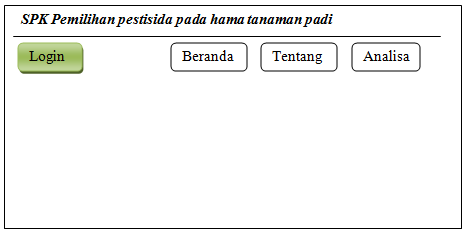 SPK Pemilihan pestisida pada hama tanaman padi
Login Beranda Tentang Analisa